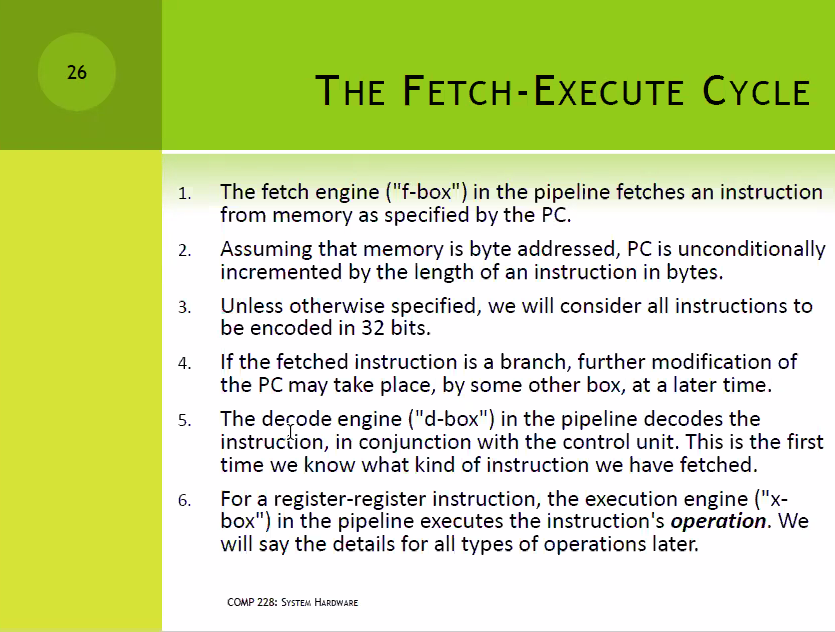 26
The Fetch-Execute Cycle
1. The fetch engine ("f-box") in the pipeline fetches an instruction
from memory as specified by the PC.
2. Assuming that memory is byte addressed, PC is unconditionally
incremented by the length of an instruction in bytes.
3. Unless otherwise specified, we will consider all instructions to
be encoded in 32 bits.
4. If the fetched instruction is a branch, further modification of
the PC may take place, by some other box, at a later time.
5. The decode engine ("d-box") in the pipeline decodes the
instruction, in conjunction with the control unit. This is the first
time we know what kind of instruction we have fetched.
6. For a register-register instruction, the execution engine ("x-
box") in the pipeline executes the instruction's operation. We
will say the details for all types of operations later.
COMP 228: System Hardware